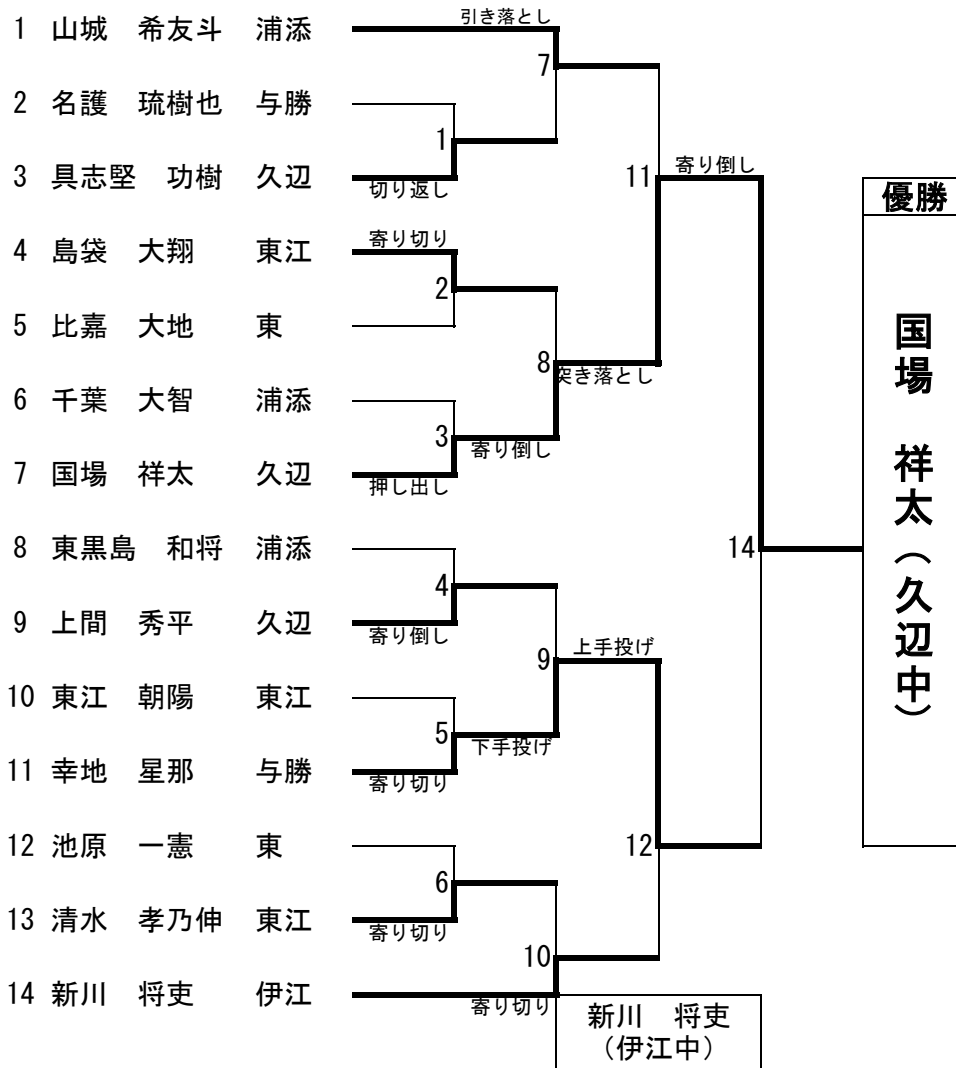 引き落とし
1 山城 希友斗 浦添
7
2 名護 琉樹也 与勝
1
3 具志堅 功樹 久辺
切り返し
11 寄り倒し
優勝
4 島袋 大翔 東江
寄り切り
2
5 比嘉 大地 東
8
突き落とし
6 千葉 大智 浦添
3
寄り倒し
7 国場 祥太 久辺
押し出し
国場 祥太(久辺中)
8 東黒島 和将 浦添
14
4
9 上間 秀平 久辺
寄り倒し
9 上手投げ
10 東江 朝陽 東江
5
下手投げ
11 幸地 星那 与勝
寄り切り
12 池原 一憲 東
12
6
13 清水 孝乃伸 東江
寄り切り
10
14 新川 将吏 伊江
寄り切り
新川 将吏
(伊江中)